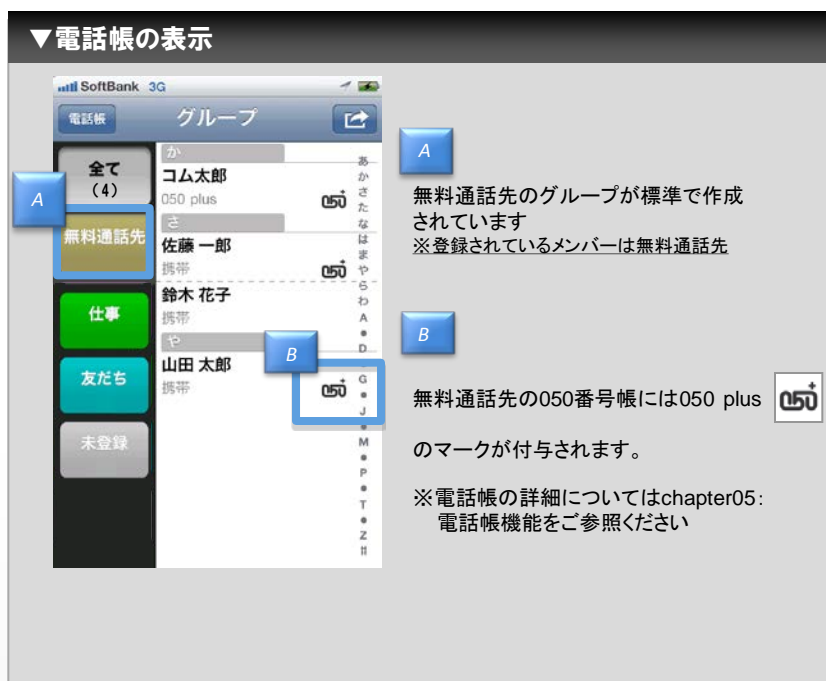 ▼電話帳の表示
SoftBank 3G
電話帳
グループ
全て
(4)
A
無料通話先
仕事
友だち
未登録
か
コム太郎
050 plus
050+
さ
佐藤 一郎
携帯
050+
鈴木 花子
携帯
や
B
山田 太郎
携帯
050+
あ
か
さ
た
な
は
ま
や
ら
わ
A
●
D
G
●
J
●
M
●
P
●
T
●
Z
#
A
無料通話先のグループが標準で作成
されています
※登録されているメンバーは無料通話先
B
無料通話先の050番号帳には050 plus 050+
のマークが付与されます。
※電話帳の詳細についてはchapter05:
電話帳機能をご参照ください